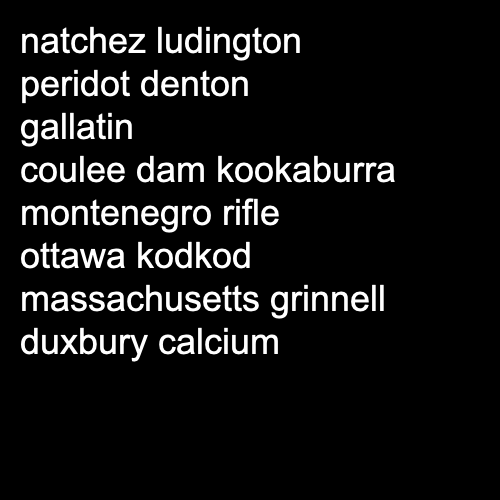 natchez ludington
peridot denton
gallatin
coulee dam kookaburra
montenegro rifle
ottawa kodkod
massachusetts grinnell
duxbury calcium